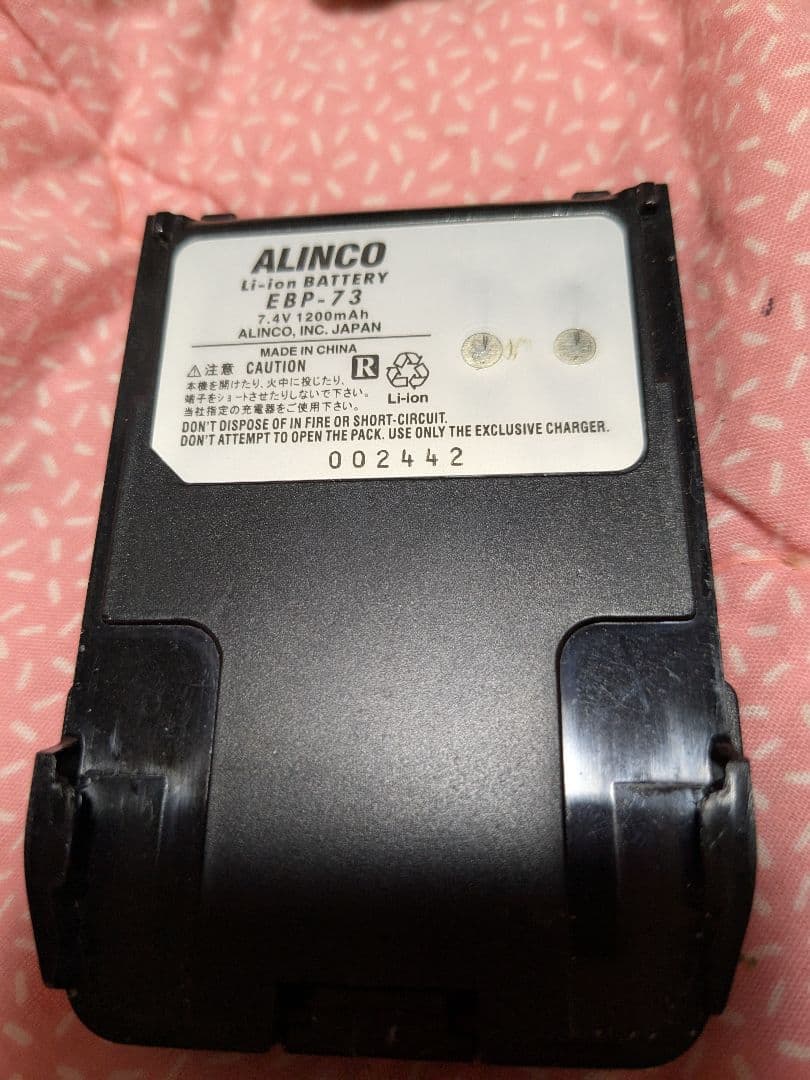 ALINCO
Li-ion BATTERY
EBP-73
7.4V 1200mAh
ALINCO, INC. JAPAN
MADE IN CHINA
⚠注意 CAUTION
R
Li-ion
本機を開けたり、火中に投じたり、
端子をショートさせたりしないで下さい。
当社指定の充電器をご使用下さい。
DON'T DISPOSE OF IN FIRE OR SHORT-CIRCUIT.
DON'T ATTEMPT TO OPEN THE PACK. USE ONLY THE EXCLUSIVE CHARGER.
002442